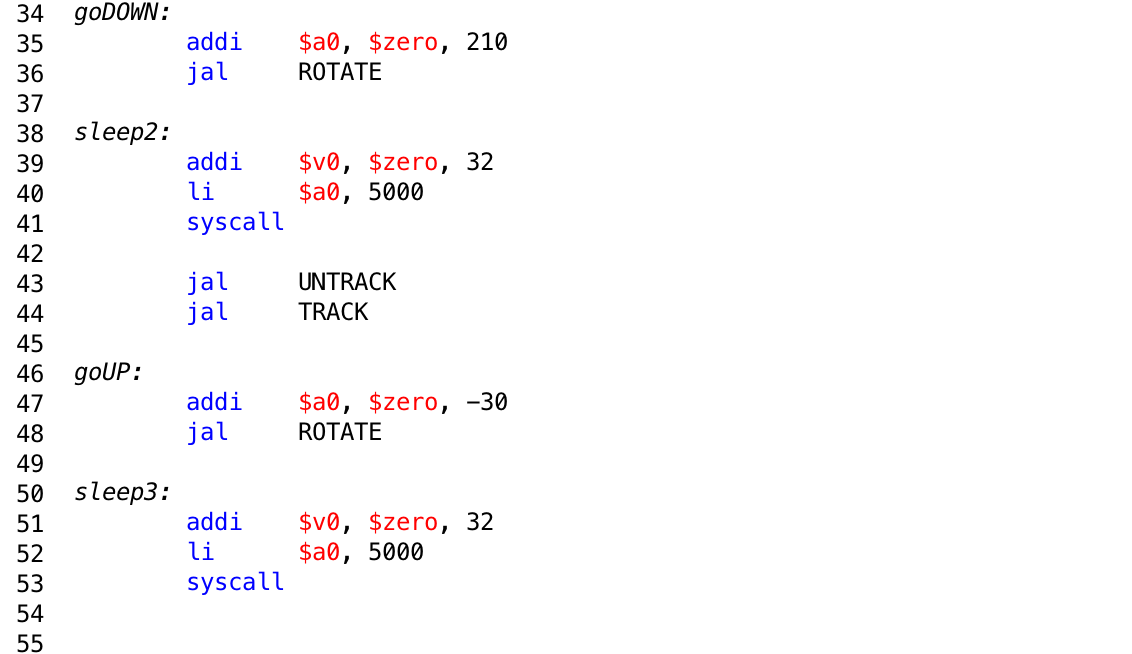 34 goDOWN:
35 addi $a0, $zero, 210
36 jal ROTATE
37
38 sleep2:
39 addi $v0, $zero, 32
40 li $a0, 5000
41 syscall
42
43 jal UNTRACK
44 jal TRACK
45
46 goUP:
47 addi $a0, $zero, −30
48 jal ROTATE
49
50 sleep3:
51 addi $v0, $zero, 32
52 li $a0, 5000
53 syscall
54
55